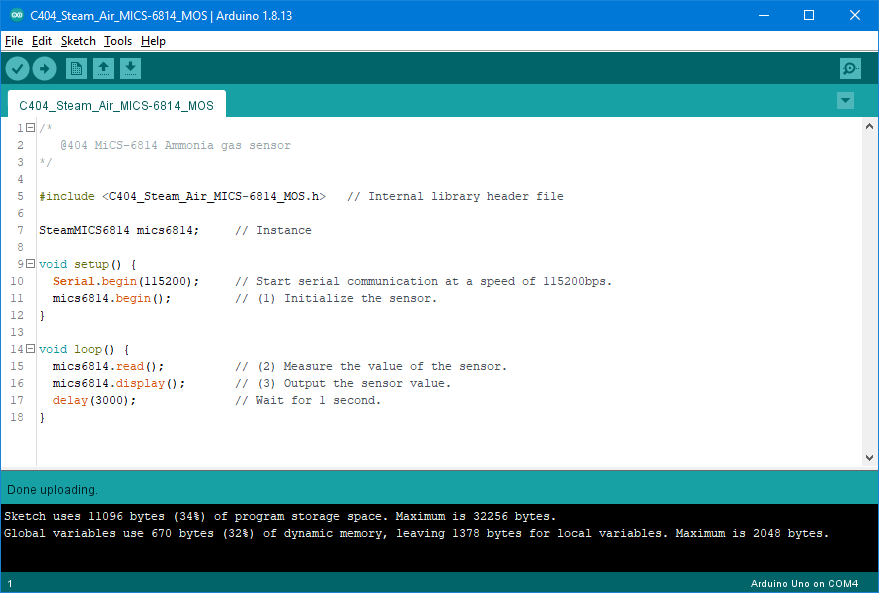 C404_Steam_Air_MICS-6814_MOS | Arduino 1.8.13
File Edit Sketch Tools Help
C404_Steam_Air_MICS-6814_MOS
1 /*
2 @404 MiCS-6814 Ammonia gas sensor
3 */
4
5 #include <C404_Steam_Air_MICS-6814_MOS.h> // Internal library header file
6
7 SteamMICS6814 mics6814; // Instance
8
9 void setup() {
10 Serial.begin(115200); // Start serial communication at a speed of 115200bps.
11 mics6814.begin(); // (1) Initialize the sensor.
12 }
13
14 void loop() {
15 mics6814.read(); // (2) Measure the value of the sensor.
16 mics6814.display(); // (3) Output the sensor value.
17 delay(3000); // Wait for 1 second.
18 }
Done uploading.
Sketch uses 11096 bytes (34%) of program storage space. Maximum is 32256 bytes.
Global variables use 670 bytes (32%) of dynamic memory, leaving 1378 bytes for local variables. Maximum is 2048 bytes.
1 Arduino Uno on COM4